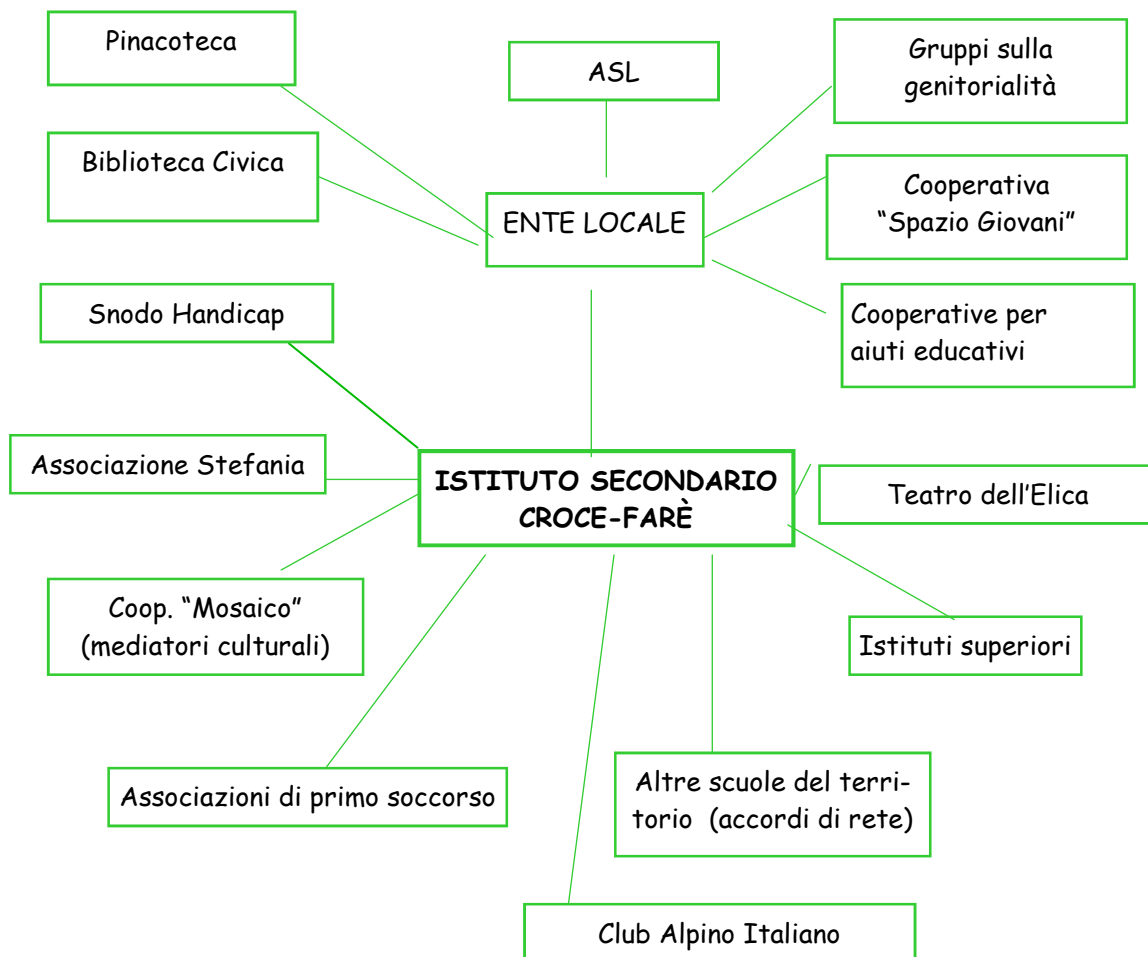 Pinacoteca
ASL
Gruppi sulla
genitorialità
Biblioteca Civica
Cooperativa
“Spazio Giovani”
ENTE LOCALE
Snodo Handicap
Cooperative per
aiuti educativi
Associazione Stefania
ISTITUTO SECONDARIO
CROCE-FARÈ
Teatro dell’Elica
Coop. “Mosaico”
(mediatori culturali)
Istituti superiori
Associazioni di primo soccorso
Altre scuole del terri-
torio (accordi di rete)
Club Alpino Italiano